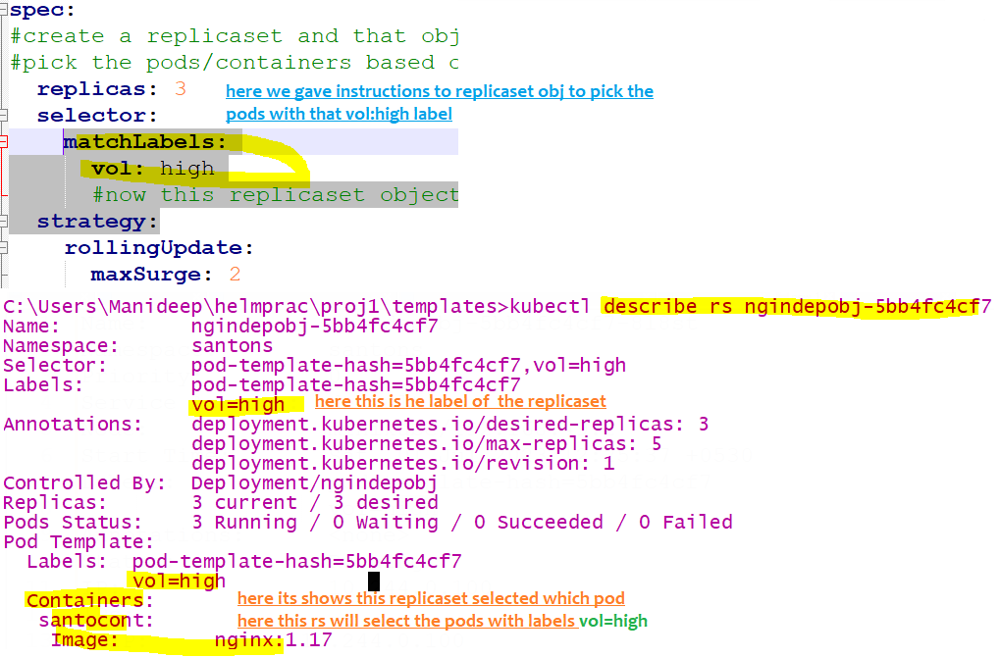 spec:
#create a replicaset and that obj
#pick the pods/containers based c
replicas: 3 here we gave instructions to replicaset obj to pick the
selector: pods with that vol:high label
matchLabels:
vol: high
#now this replicaset object
strategy:
rollingUpdate:
maxSurge: 2
C:\Users\Manideep\helmprac\proj1\templates>kubectl describe rs ngindepobj-5bb4fc4cf7
Name: ngindepobj-5bb4fc4cf7
Namespace: santons
Selector: pod-template-hash=5bb4fc4cf7,vol=high
Labels: pod-template-hash=5bb4fc4cf7
vol=high here this is he label of the replicaset
Annotations: deployment.kubernetes.io/desired-replicas: 3
deployment.kubernetes.io/max-replicas: 5
deployment.kubernetes.io/revision: 1
Controlled By: Deployment/ngindepobj
Replicas: 3 current / 3 desired
Pods Status: 3 Running / 0 Waiting / 0 Succeeded / 0 Failed
Pod Template:
Labels: pod-template-hash=5bb4fc4cf7
vol=high
Containers: here its shows this replicaset selected which pod
santocont: here this rs will select the pods with labels vol=high
Image: nginx:1.17